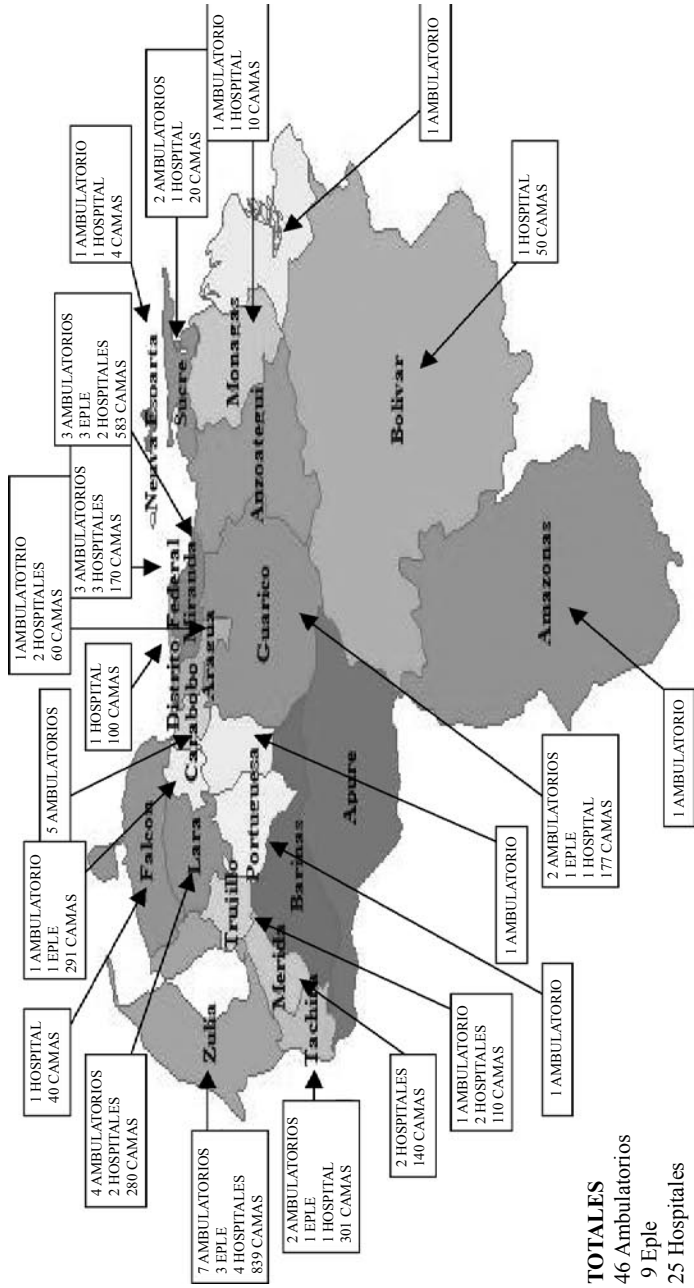 1 HOSPITAL
40 CAMAS
1 AMBULATORIO
1 EPLE
291 CAMAS
5 AMBULATORIOS
1 HOSPITAL
100 CAMAS
1AMBULATOTRIO
2 HOSPITALES
60 CAMAS
3 AMBULATORIOS
3 HOSPITALES
170 CAMAS
3 AMBULATORIOS
3 EPLE
2 HOSPITALES
583 CAMAS
1 AMBULATORIO
1 HOSPITAL
4 CAMAS
2 AMBULATORIOS
1 HOSPITAL
20 CAMAS
1 AMBULATORIO
1 HOSPITAL
10 CAMAS
1 AMBULATORIO
1 HOSPITAL
50 CAMAS
4 AMBULATORIOS
2 HOSPITALES
280 CAMAS
7 AMBULATORIOS
3 EPLE
4 HOSPITALES
839 CAMAS
2 AMBULATORIOS
1 EPLE
1 HOSPITAL
301 CAMAS
2 HOSPITALES
140 CAMAS
1 AMBULATORIO
2 HOSPITALES
110 CAMAS
1 AMBULATORIO
1 AMBULATORIO
2 AMBULATORIOS
1 EPLE
1 HOSPITAL
177 CAMAS
1 AMBULATORIO
Falcon
Lara
Zulia
Trujillo
Merida
Tachira
Portuguesa
Barinas
Apure
Carabobo
Distrito Federal
Aragua
Miranda
Guarico
Anzoategui
Neuva Esoarta
Sucre
Monagas
Bolivar
Amazonas
TOTALES
46 Ambulatorios
9 Eple
25 Hospitales